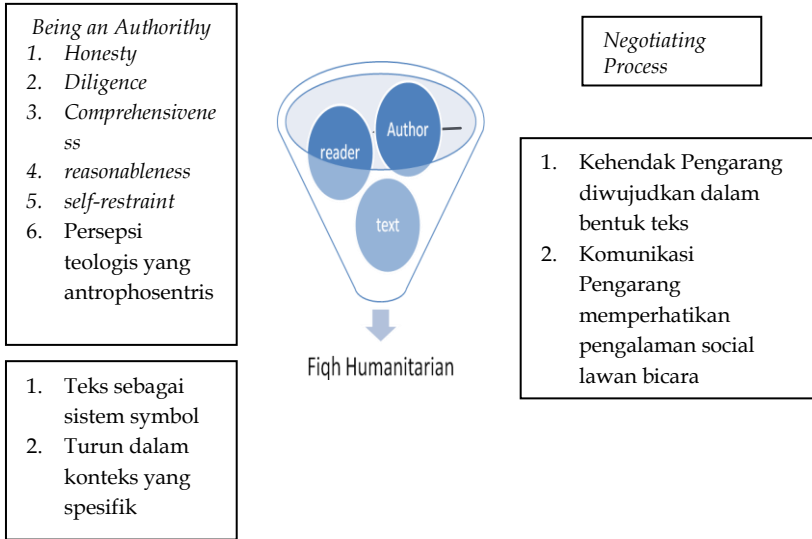 Being an Authorithy
1. Honesty
2. Diligence
3. Comprehensivene
ss
4. reasonableness
5. self-restraint
6. Persepsi
teologis yang
antrophosentris
1. Teks sebagai
sistem symbol
2. Turun dalam
konteks yang
spesifik
reader
Author
text
Fiqh Humanitarian
Negotiating
Process
1. Kehendak Pengarang
diwujudkan dalam
bentuk teks
2. Komunikasi
Pengarang
memperhatikan
pengalaman social
lawan bicara